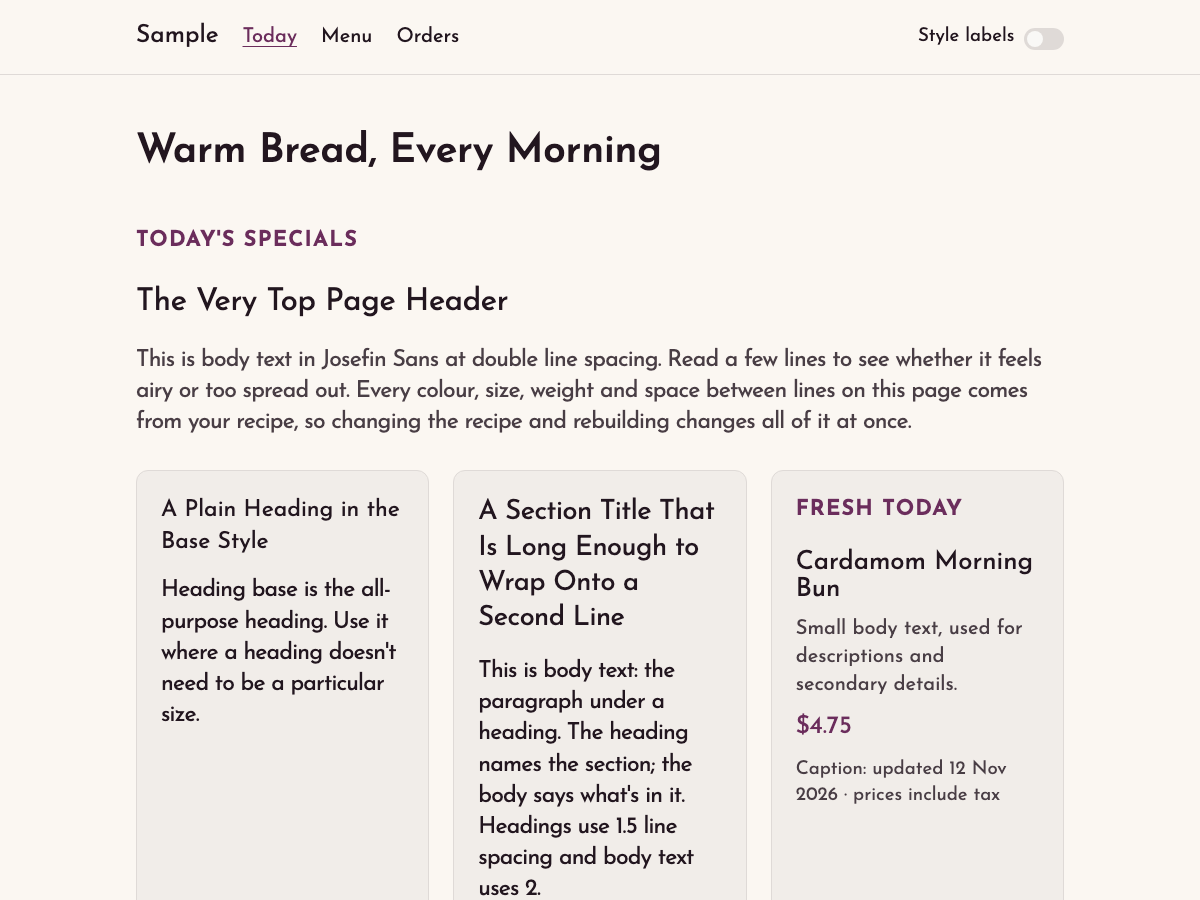 Sample Today Menu Orders Style labels
Warm Bread, Every Morning
TODAY'S SPECIALS
The Very Top Page Header
This is body text in Josefin Sans at double line spacing. Read a few lines to see whether it feels
airy or too spread out. Every colour, size, weight and space between lines on this page comes
from your recipe, so changing the recipe and rebuilding changes all of it at once.
A Plain Heading in the
Base Style
Heading base is the all-
purpose heading. Use it
where a heading doesn't
need to be a particular
size.
A Section Title That
Is Long Enough to
Wrap Onto a
Second Line
This is body text: the
paragraph under a
heading. The heading
names the section; the
body says what's in it.
Headings use 1.5 line
spacing and body text
uses 2.
FRESH TODAY
Cardamom Morning
Bun
Small body text, used for
descriptions and
secondary details.
$4.75
Caption: updated 12 Nov
2026 · prices include tax